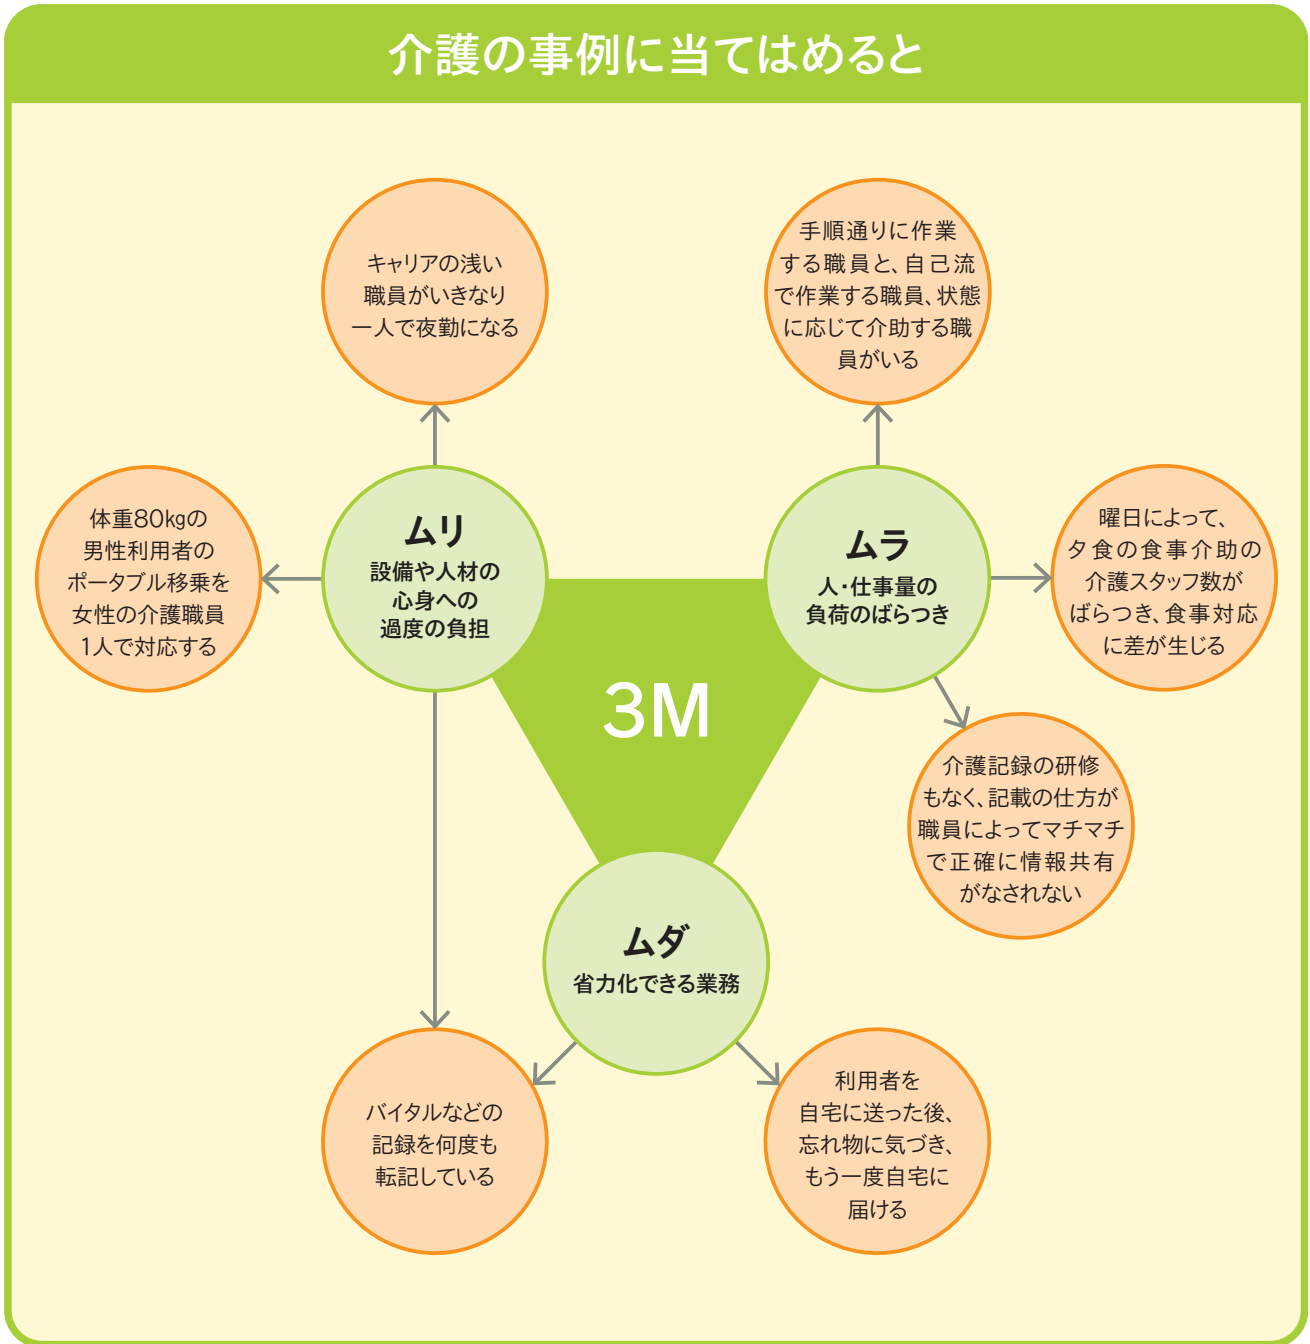 介護の事例に当てはめると
キャリアの浅い
職員がいきなり
一人で夜勤になる
手順通りに作業
する職員と、自己流
で作業する職員、状態
に応じて介助する職
員がいる
体重80kgの
男性利用者の
ポータブル移乗を
女性の介護職員
1人で対応する
ムリ
設備や人材の
心身への
過度の負担
ムラ
人・仕事量の
負荷のばらつき
曜日によって、
夕食の食事介助の
介護スタッフ数が
ばらつき、食事対応
に差が生じる
3M
介護記録の研修
もなく、記載の仕方が
職員によってマチマチ
で正確に情報共有
がなされない
ムダ
省力化できる業務
バイタルなどの
記録を何度も
転記している
利用者を
自宅に送った後、
忘れ物に気づき、
もう一度自宅に
届ける